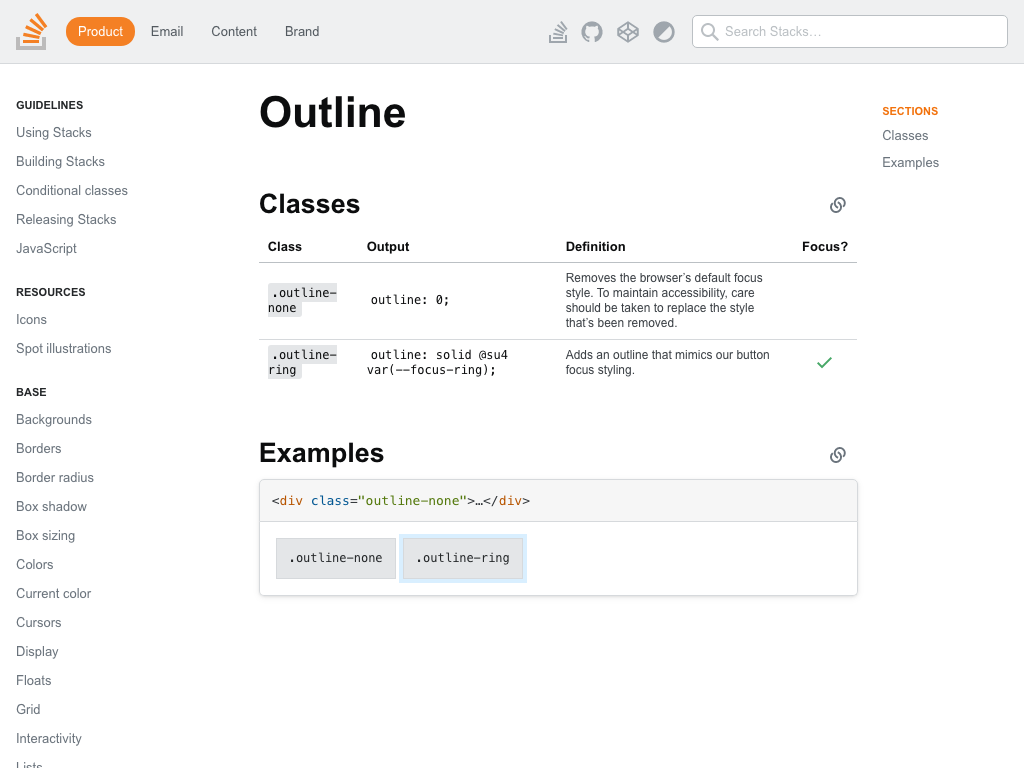 Product Email Content Brand Search Stacks…
GUIDELINES
Using Stacks
Building Stacks
Conditional classes
Releasing Stacks
JavaScript
RESOURCES
Icons
Spot illustrations
BASE
Backgrounds
Borders
Border radius
Box shadow
Box sizing
Colors
Current color
Cursors
Display
Floats
Grid
Interactivity
Lists
Outline
Classes
Class Output Definition Focus?
.outline-
none
outline: 0;
Removes the browser’s default focus
style. To maintain accessibility, care
should be taken to replace the style
that’s been removed.
.outline-
ring
outline: solid @su4
var(--focus-ring);
Adds an outline that mimics our button
focus styling.
Examples
<div class="outline-none">…</div>
.outline-none .outline-ring
SECTIONS
Classes
Examples